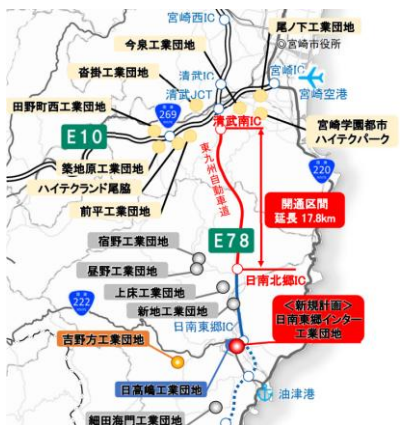 宮崎西IC
尾ノ下工業団地
今泉工業団地
◎宮崎市役所
沓掛工業団地
清武IC
宮崎IC
清武JCT
宮崎空港
田野町西工業団地
269
清武南IC
E10
宮崎学園都市
ハイテクパーク
築地原工業団地
東九州自動車道
220
ハイテクランド尾脇
開通区間
延長 17.8km
前平工業団地
E78
宿野工業団地
昼野工業団地
日南北郷IC
上床工業団地
222
新地工業団地
<新規計画>
日南東郷インター
工業団地
日南東郷IC
吉野方工業団地
日高嶋工業団地
油津港
細田海門工業団地